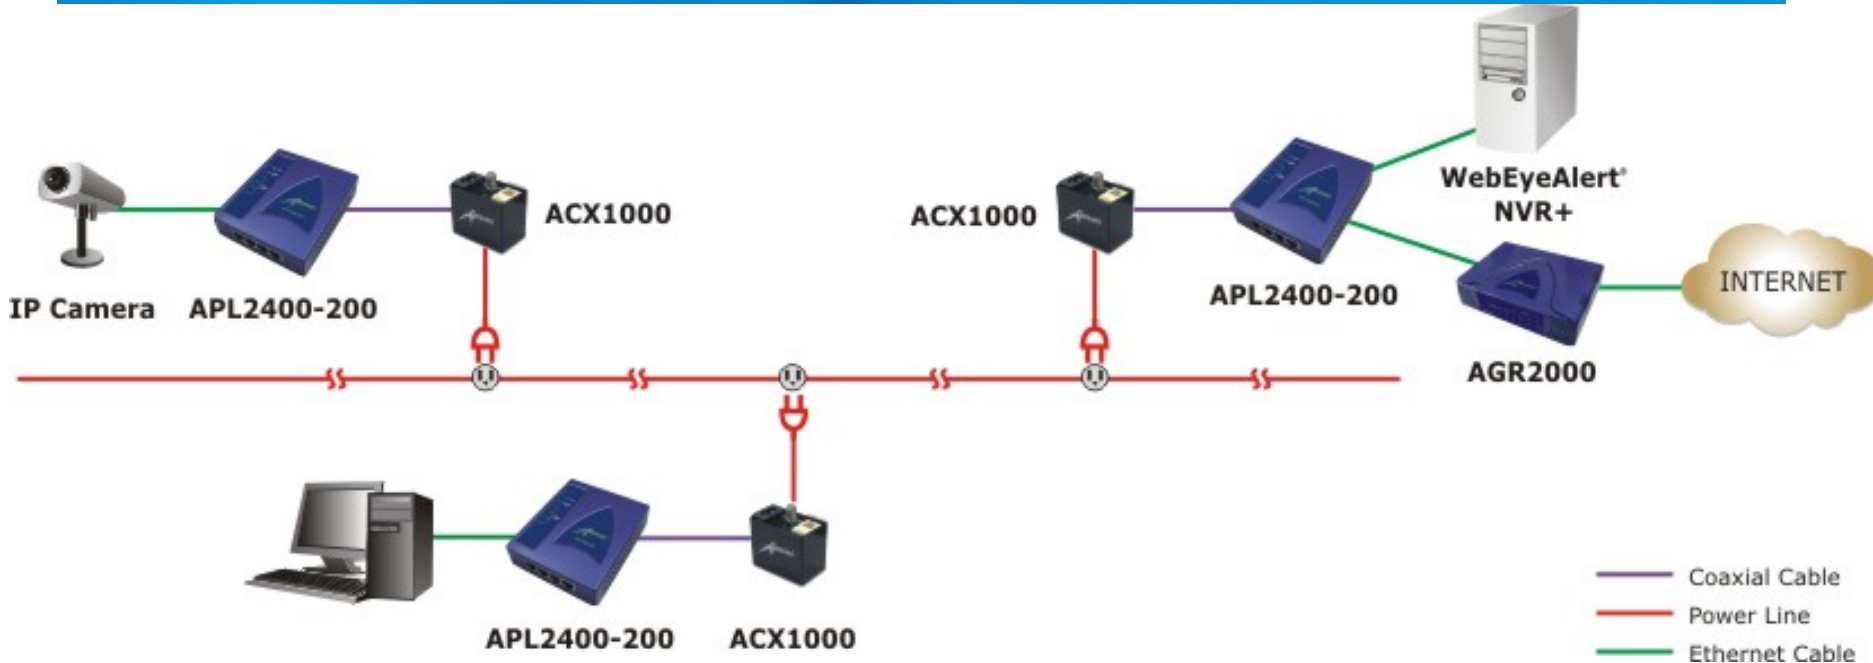 WebEyeAlert®
NVR+
ACX1000
ACX1000
INTERNET
IP Camera
APL2400-200
APL2400-200
AGR2000
APL2400-200
ACX1000
Coaxial Cable
Power Line
Ethernet Cable